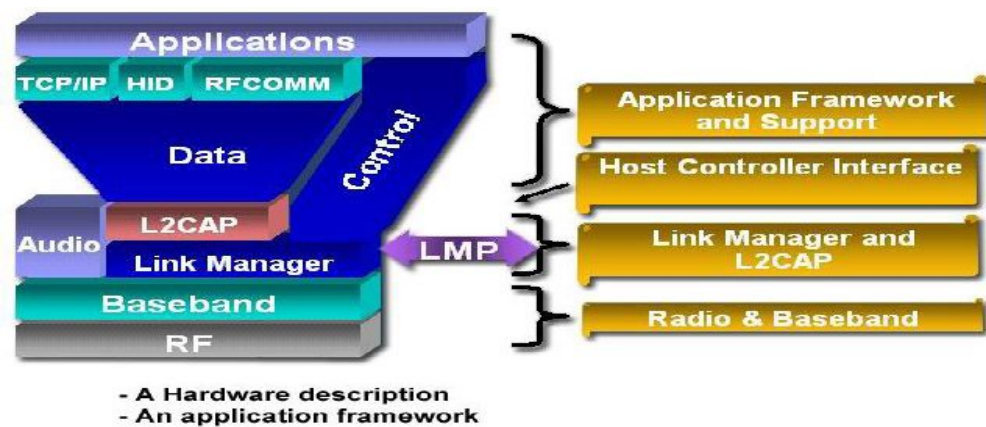 Applications
TCP/IP HID RFCOMM
Data
Control
L2CAP
Audio
Link Manager
LMP
Baseband
RF
Application Framework
and Support
Host Controller Interface
Link Manager and
L2CAP
Radio & Baseband
- A Hardware description
- An application framework